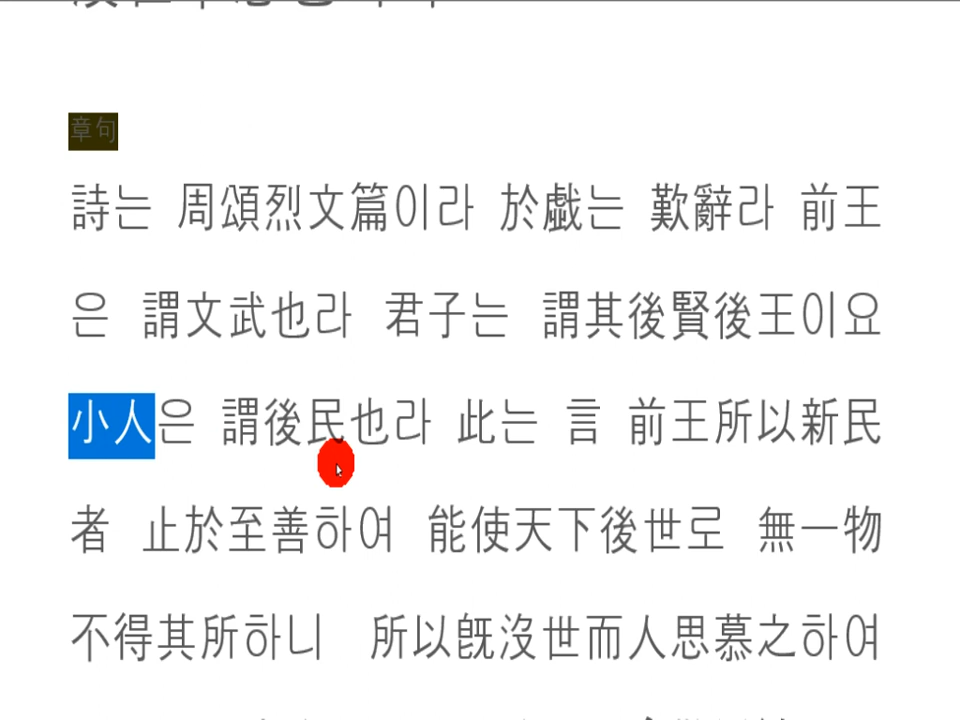 章句
詩는 周頌烈文篇이라 於戱는 歎辭라 前王
은 謂文武也라 君子는 謂其後賢後王이요
小人은 謂後民也라 此는 言 前王所以新民
者 止於至善하여 能使天下後世로 無一物
不得其所하니 所以旣沒世而人思慕之하여